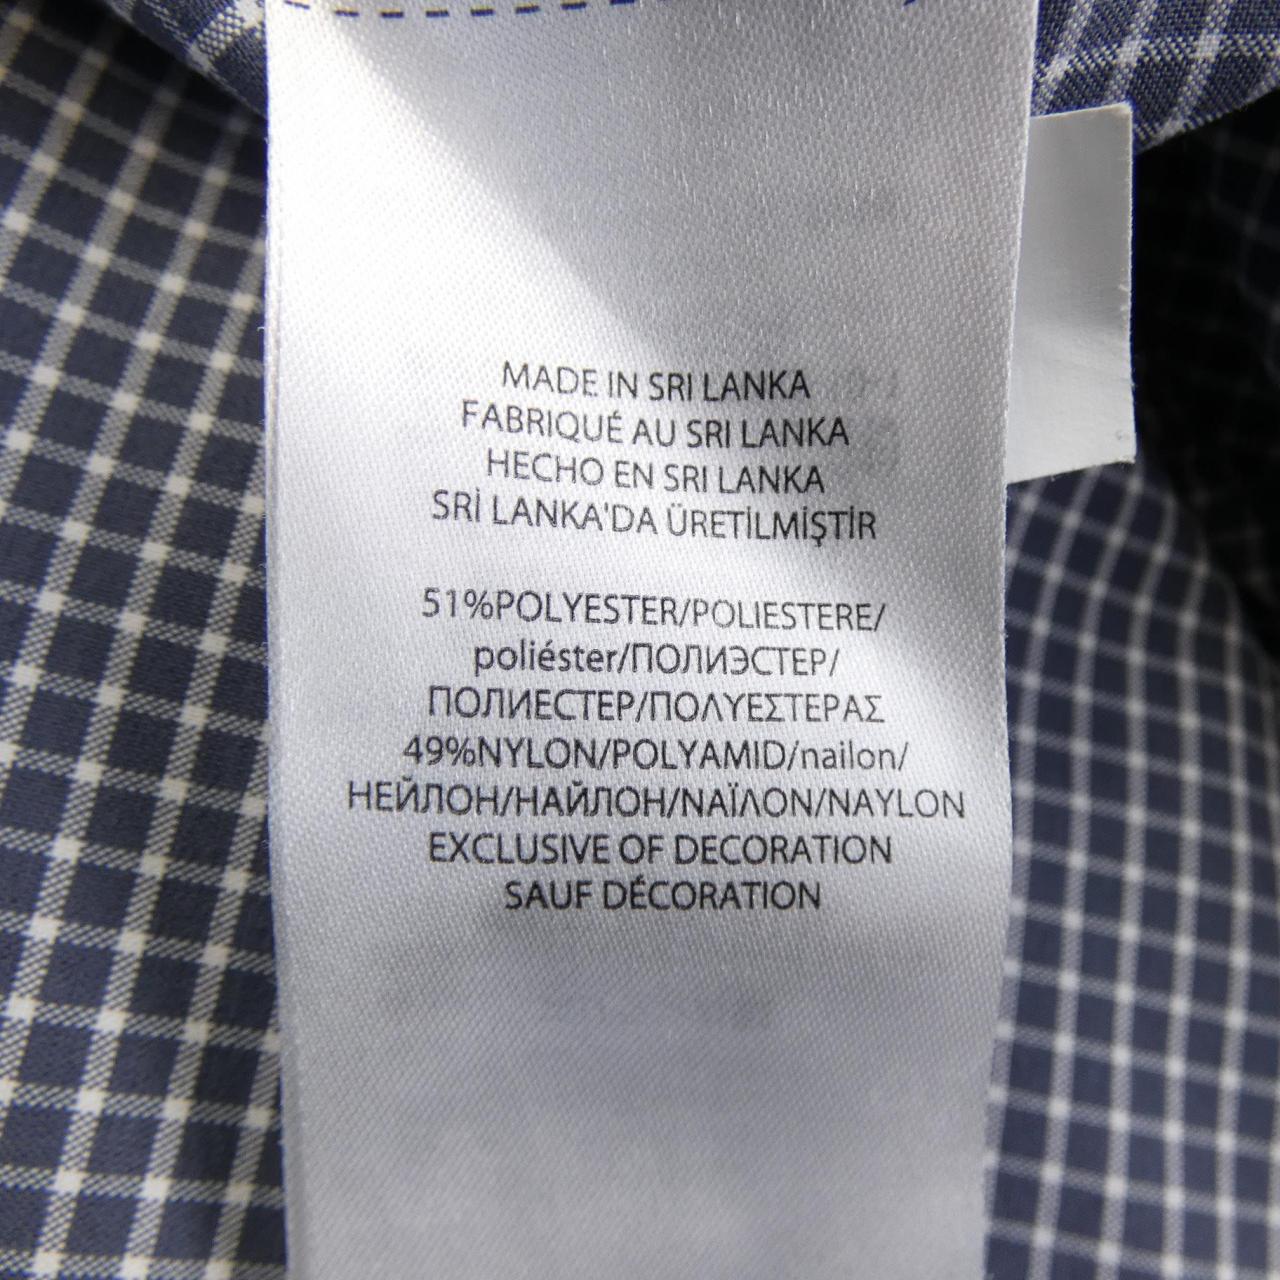 MADE IN SRI LANKA
FABRIQUÉ AU SRI LANKA
HECHO EN SRI LANKA
SRİ LANKA'DA ÜRETİLMİŞTİR
51%POLYESTER/POLIESTERE/
poliéster/ПОЛИЭСТЕР/
ПОЛИЕСТЕР/ΠΟΛΥΕΣΤΕΡΑΣ
49%NYLON/POLYAMID/nailon/
НЕЙЛОН/НАЙЛОН/ΝΑΪΛΟΝ/NAYLON
EXCLUSIVE OF DECORATION
SAUF DÉCORATION